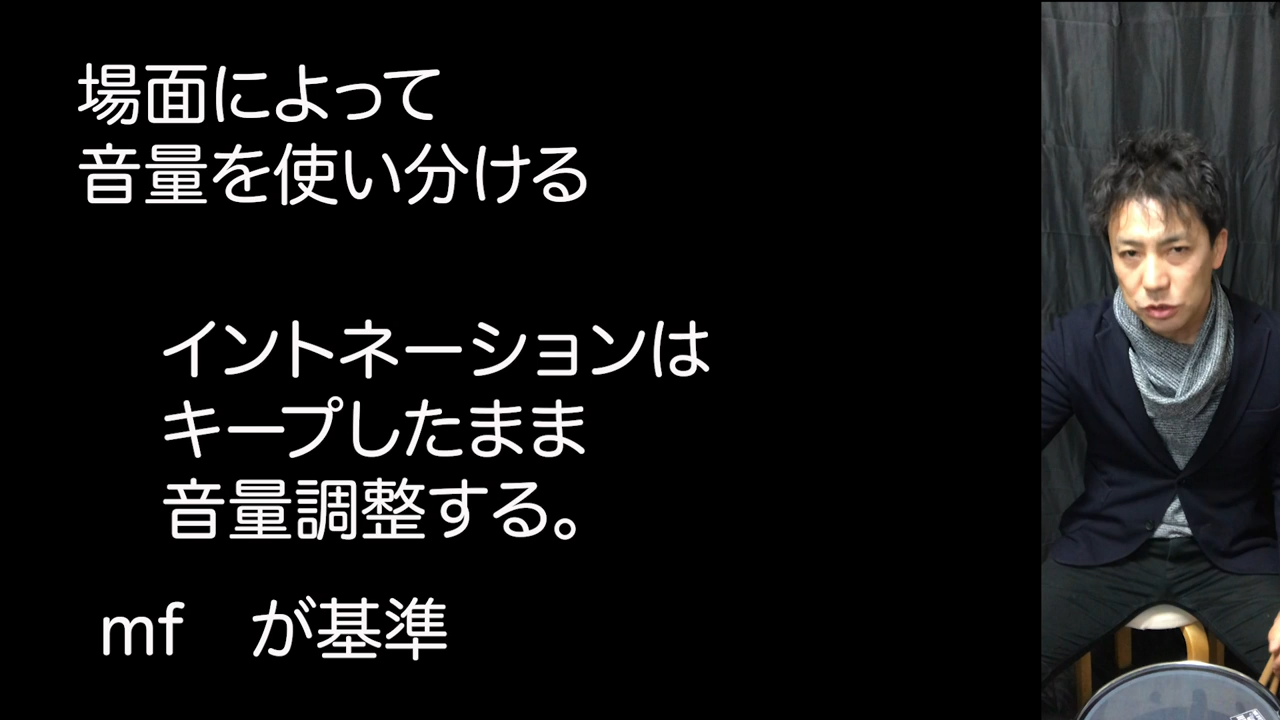 場面によって
音量を使い分ける
イントネーションは
キープしたまま
音量調整する。
mf が基準